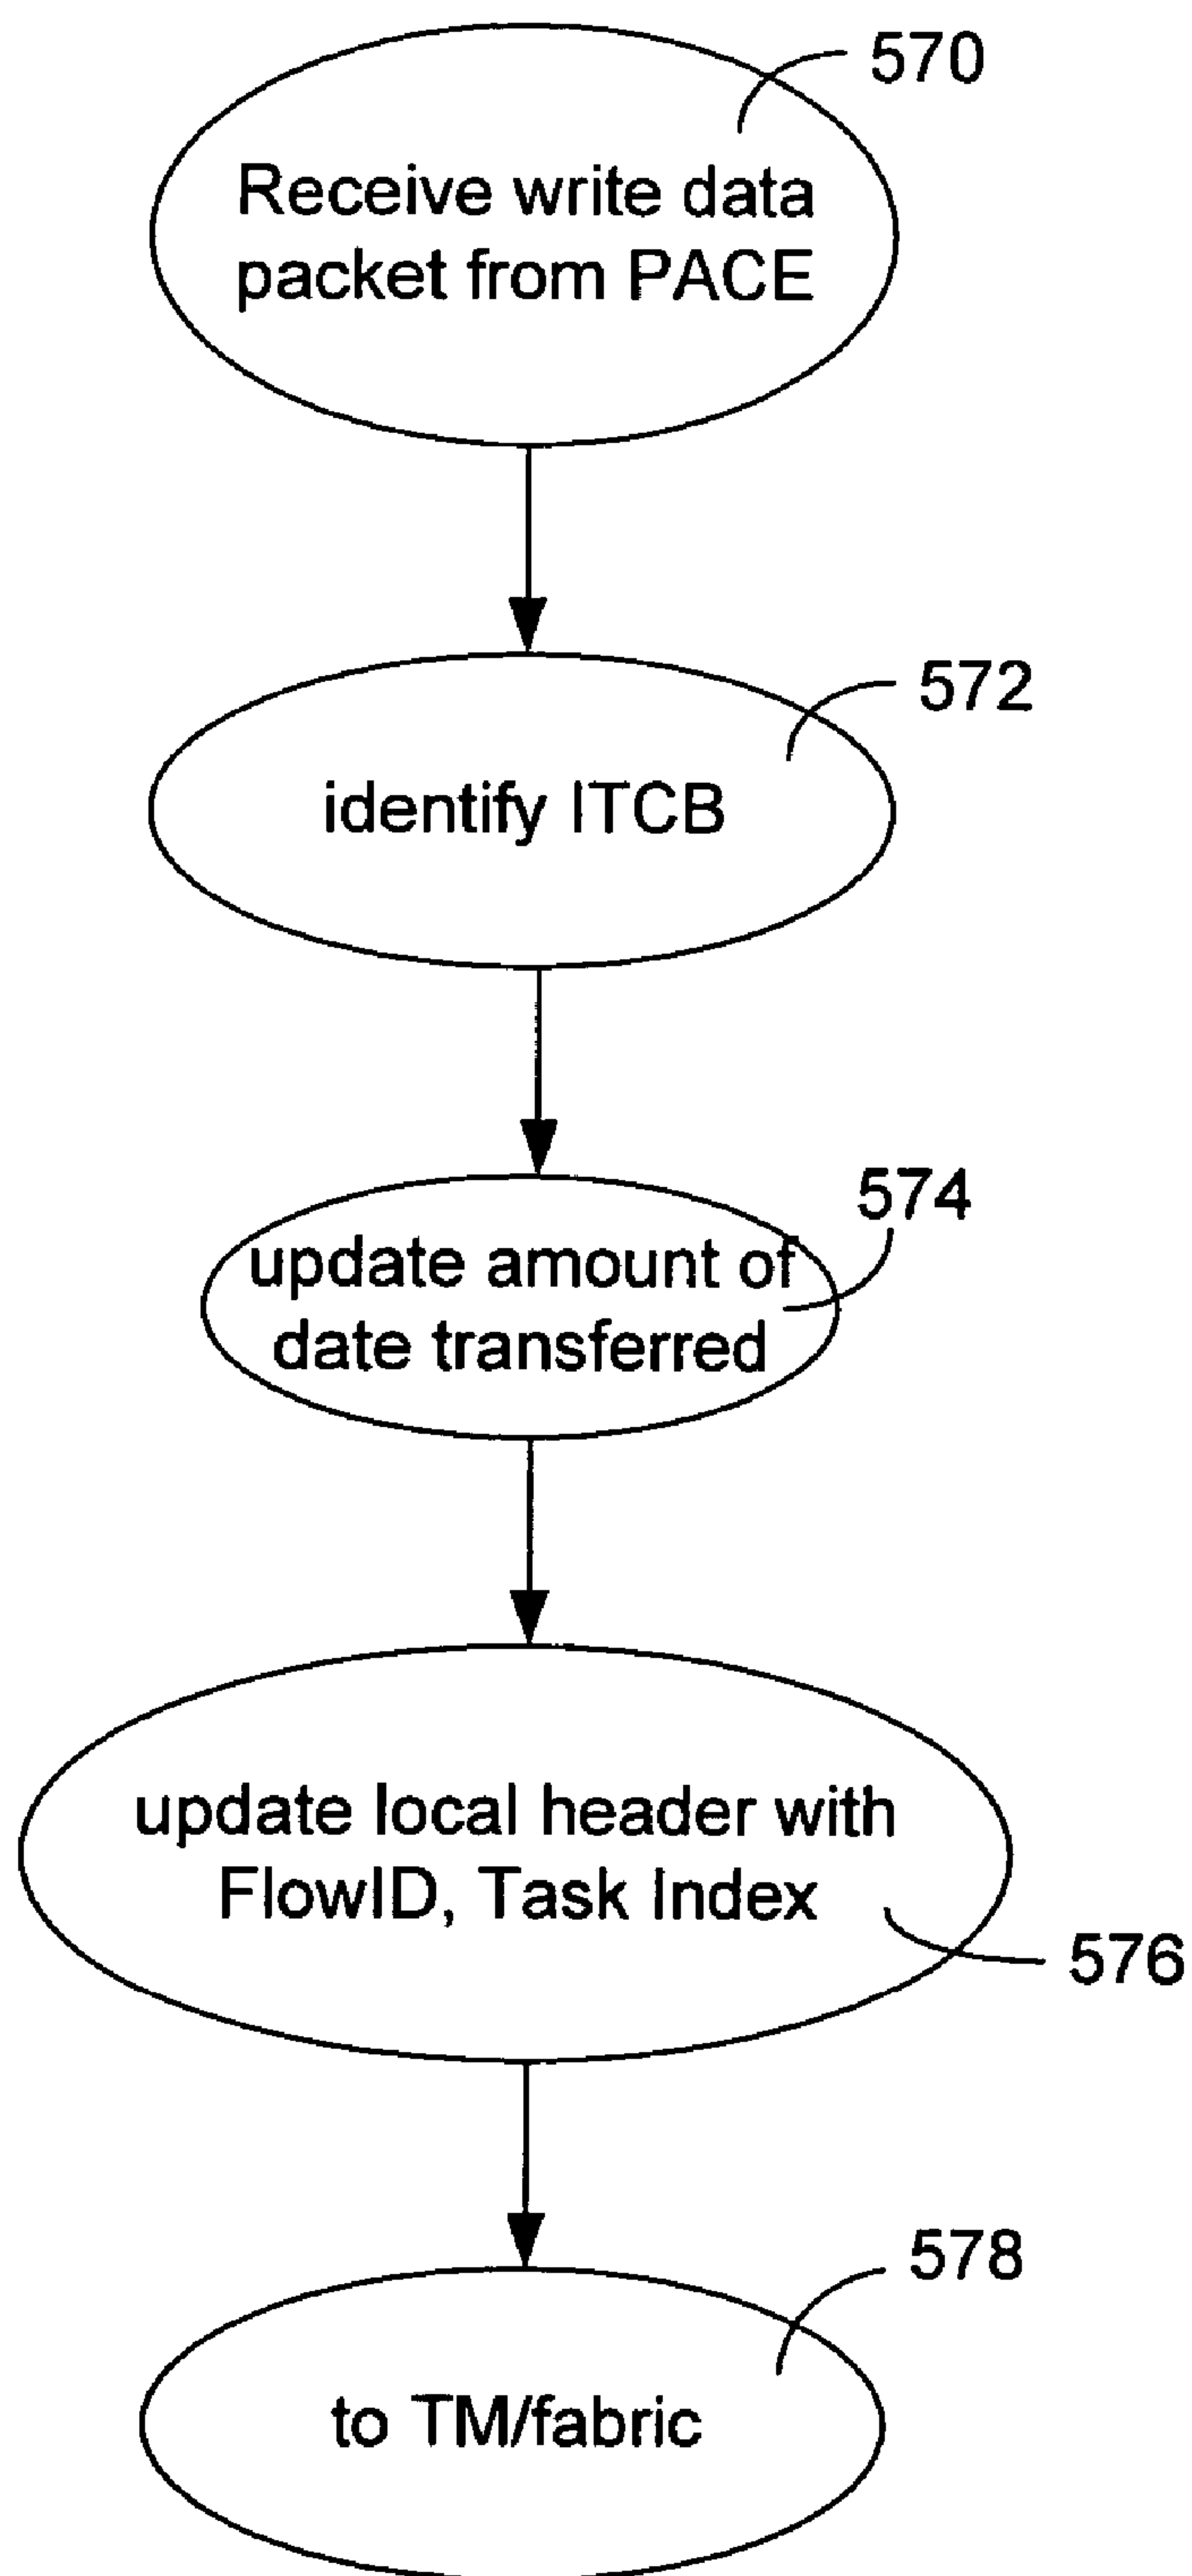 570
Receive write data
packet from PACE
572
identify ITCB
574
update amount of
date transferred
update local header with
FlowID, Task Index
576
578
to TM/fabric